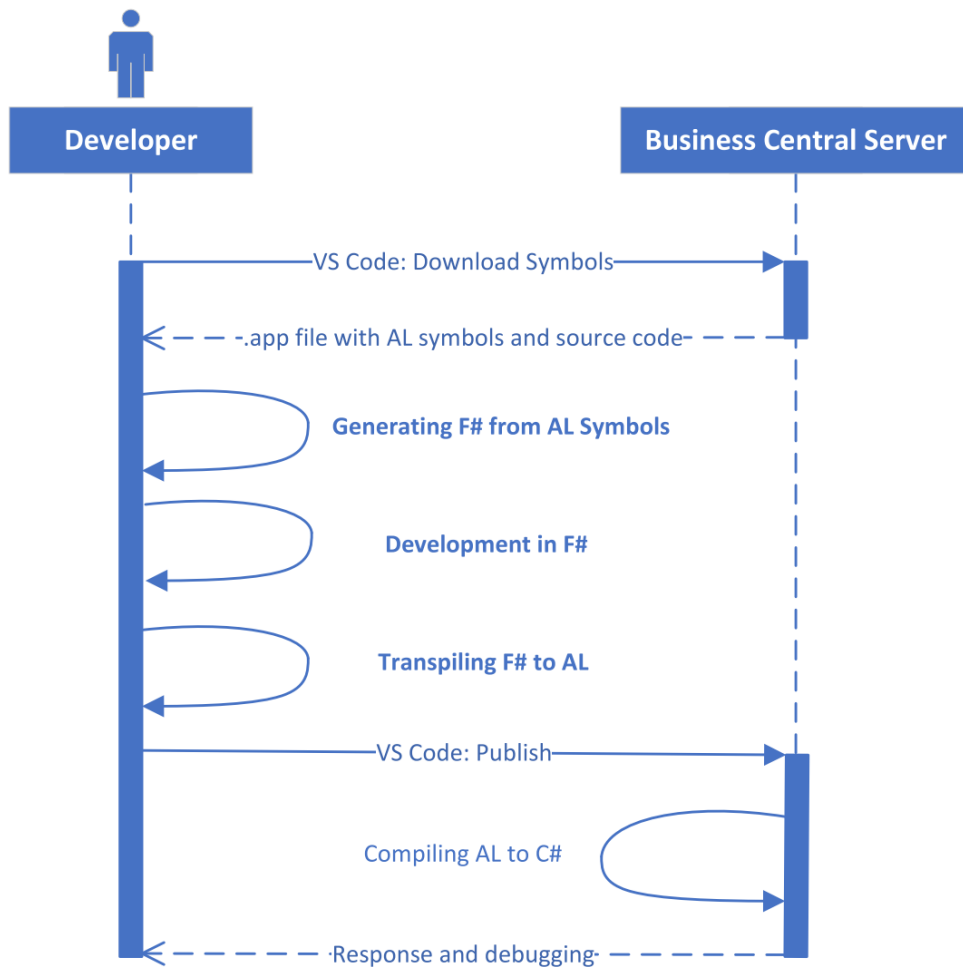 Developer
Business Central Server
VS Code: Download Symbols
.app file with AL symbols and source code
Generating F# from AL Symbols
Development in F#
Transpiling F# to AL
VS Code: Publish
Compiling AL to C#
Response and debugging